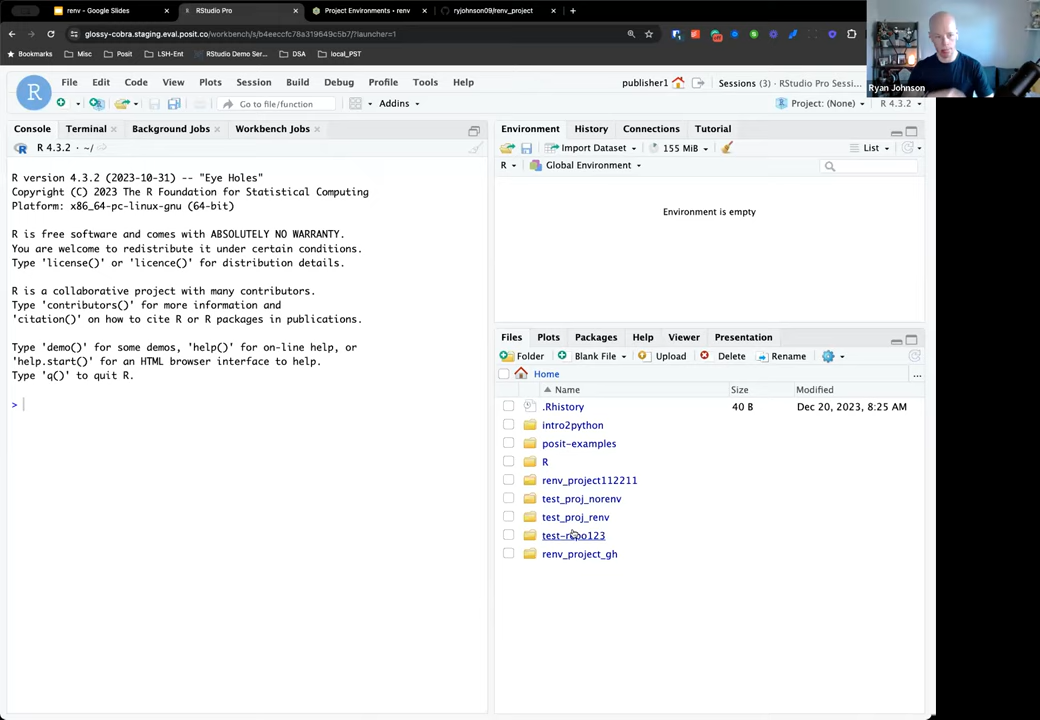 renv - Google Slides
RStudio Pro
Project Environments • renv
ryjohnson09/renv_project
glossy-cobra.staging.eval.posit.co/workbench/s/b4eeccfc78a319649c5b7/?launcher=1
Bookmarks
Misc
Posit
LSH-Ent
RStudio Demo Ser...
DSA
local_PST
Ryan Johnson
R
File
Edit
Code
View
Plots
Session
Build
Debug
Profile
Tools
Help
publisher1
Sessions (3)
RStudio Pro Sessi...
Go to file/function
Addins
Project: (None)
R 4.3.2
Console
Terminal
Background Jobs
Workbench Jobs
R 4.3.2 · ~/
R version 4.3.2 (2023-10-31) -- "Eye Holes"
Copyright (C) 2023 The R Foundation for Statistical Computing
Platform: x86_64-pc-linux-gnu (64-bit)
R is free software and comes with ABSOLUTELY NO WARRANTY.
You are welcome to redistribute it under certain conditions.
Type 'license()' or 'licence()' for distribution details.
R is a collaborative project with many contributors.
Type 'contributors()' for more information and
'citation()' on how to cite R or R packages in publications.
Type 'demo()' for some demos, 'help()' for on-line help, or
'help.start()' for an HTML browser interface to help.
Type 'q()' to quit R.
>
Environment
History
Connections
Tutorial
Import Dataset
155 MiB
List
R
Global Environment
Environment is empty
Files
Plots
Packages
Help
Viewer
Presentation
Folder
Blank File
Upload
Delete
Rename
Home
...
Name
Size
Modified
.Rhistory
40 B
Dec 20, 2023, 8:25 AM
intro2python
posit-examples
R
renv_project112211
test_proj_norenv
test_proj_renv
test-repo123
renv_project_gh